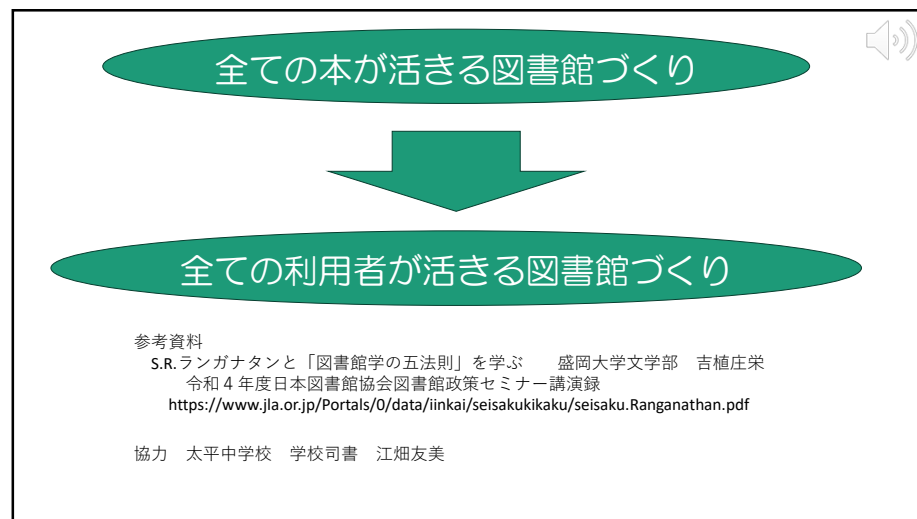 全ての本が活きる図書館づくり
全ての利用者が活きる図書館づくり
参考資料
S.R.ランガナタンと「図書館学の五法則」を学ぶ　　盛岡大学文学部　吉植庄栄
令和４年度日本図書館協会図書館政策セミナー講演録
https://www.jla.or.jp/Portals/0/data/iinkai/seisakukikaku/seisaku.Ranganathan.pdf
協力　太平中学校　学校司書　江畑友美